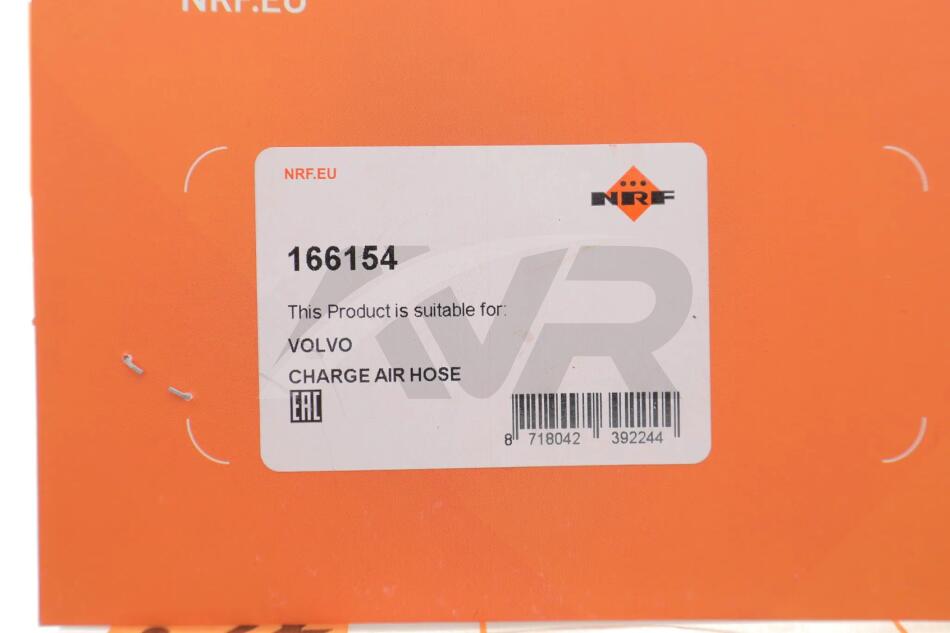 NRF.EU
NRF.EU
NRF
166154
This Product is suitable for:
VOLVO
CHARGE AIR HOSE
EAC
8 718042 392244